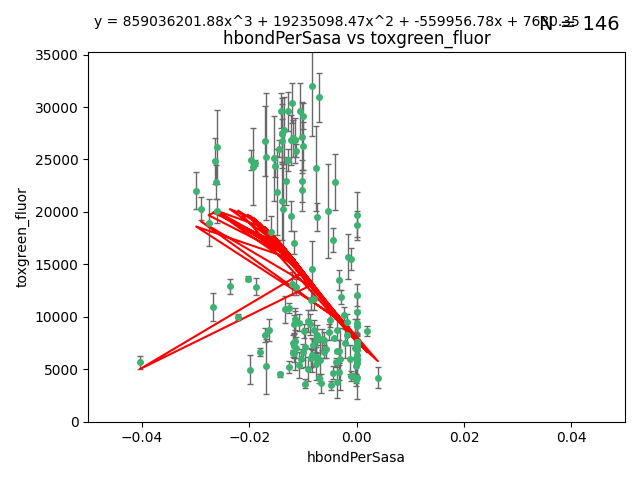 y = 859036201.88x^3 + 19235098.47x^2 + -559956.78x + 7680.35
N = 146
hbondPerSasa vs toxgreen_fluor
35000
30000
25000
20000
15000
10000
5000
0
toxgreen_fluor
−0.04
−0.02
0.00
0.02
0.04
hbondPerSasa